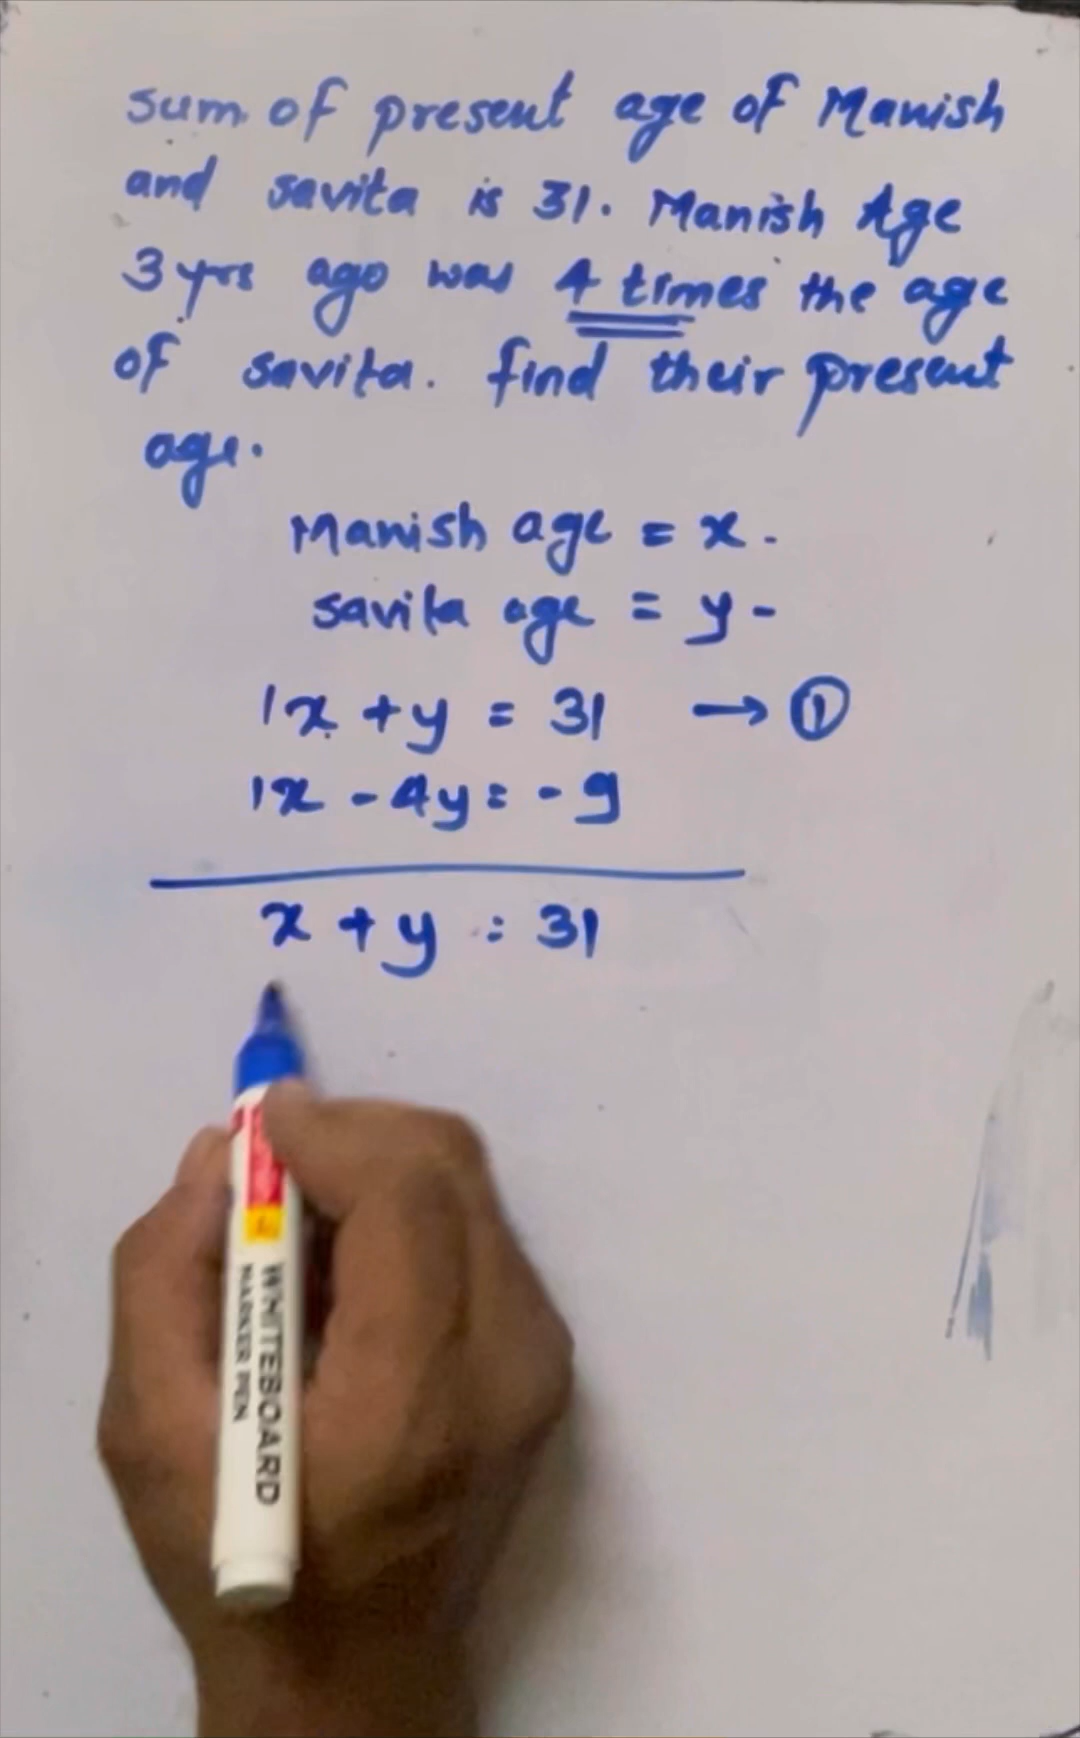 sum of present age of Manish
and savita is 31. Manish Age
3 yrs ago was 4 times the age
of savita. find their present
age.
Manish age = x.
savita age = y -
1x + y = 31 → ①
1x - 4y = - 9
x + y = 31
WHITEBOARD
MARKER PEN